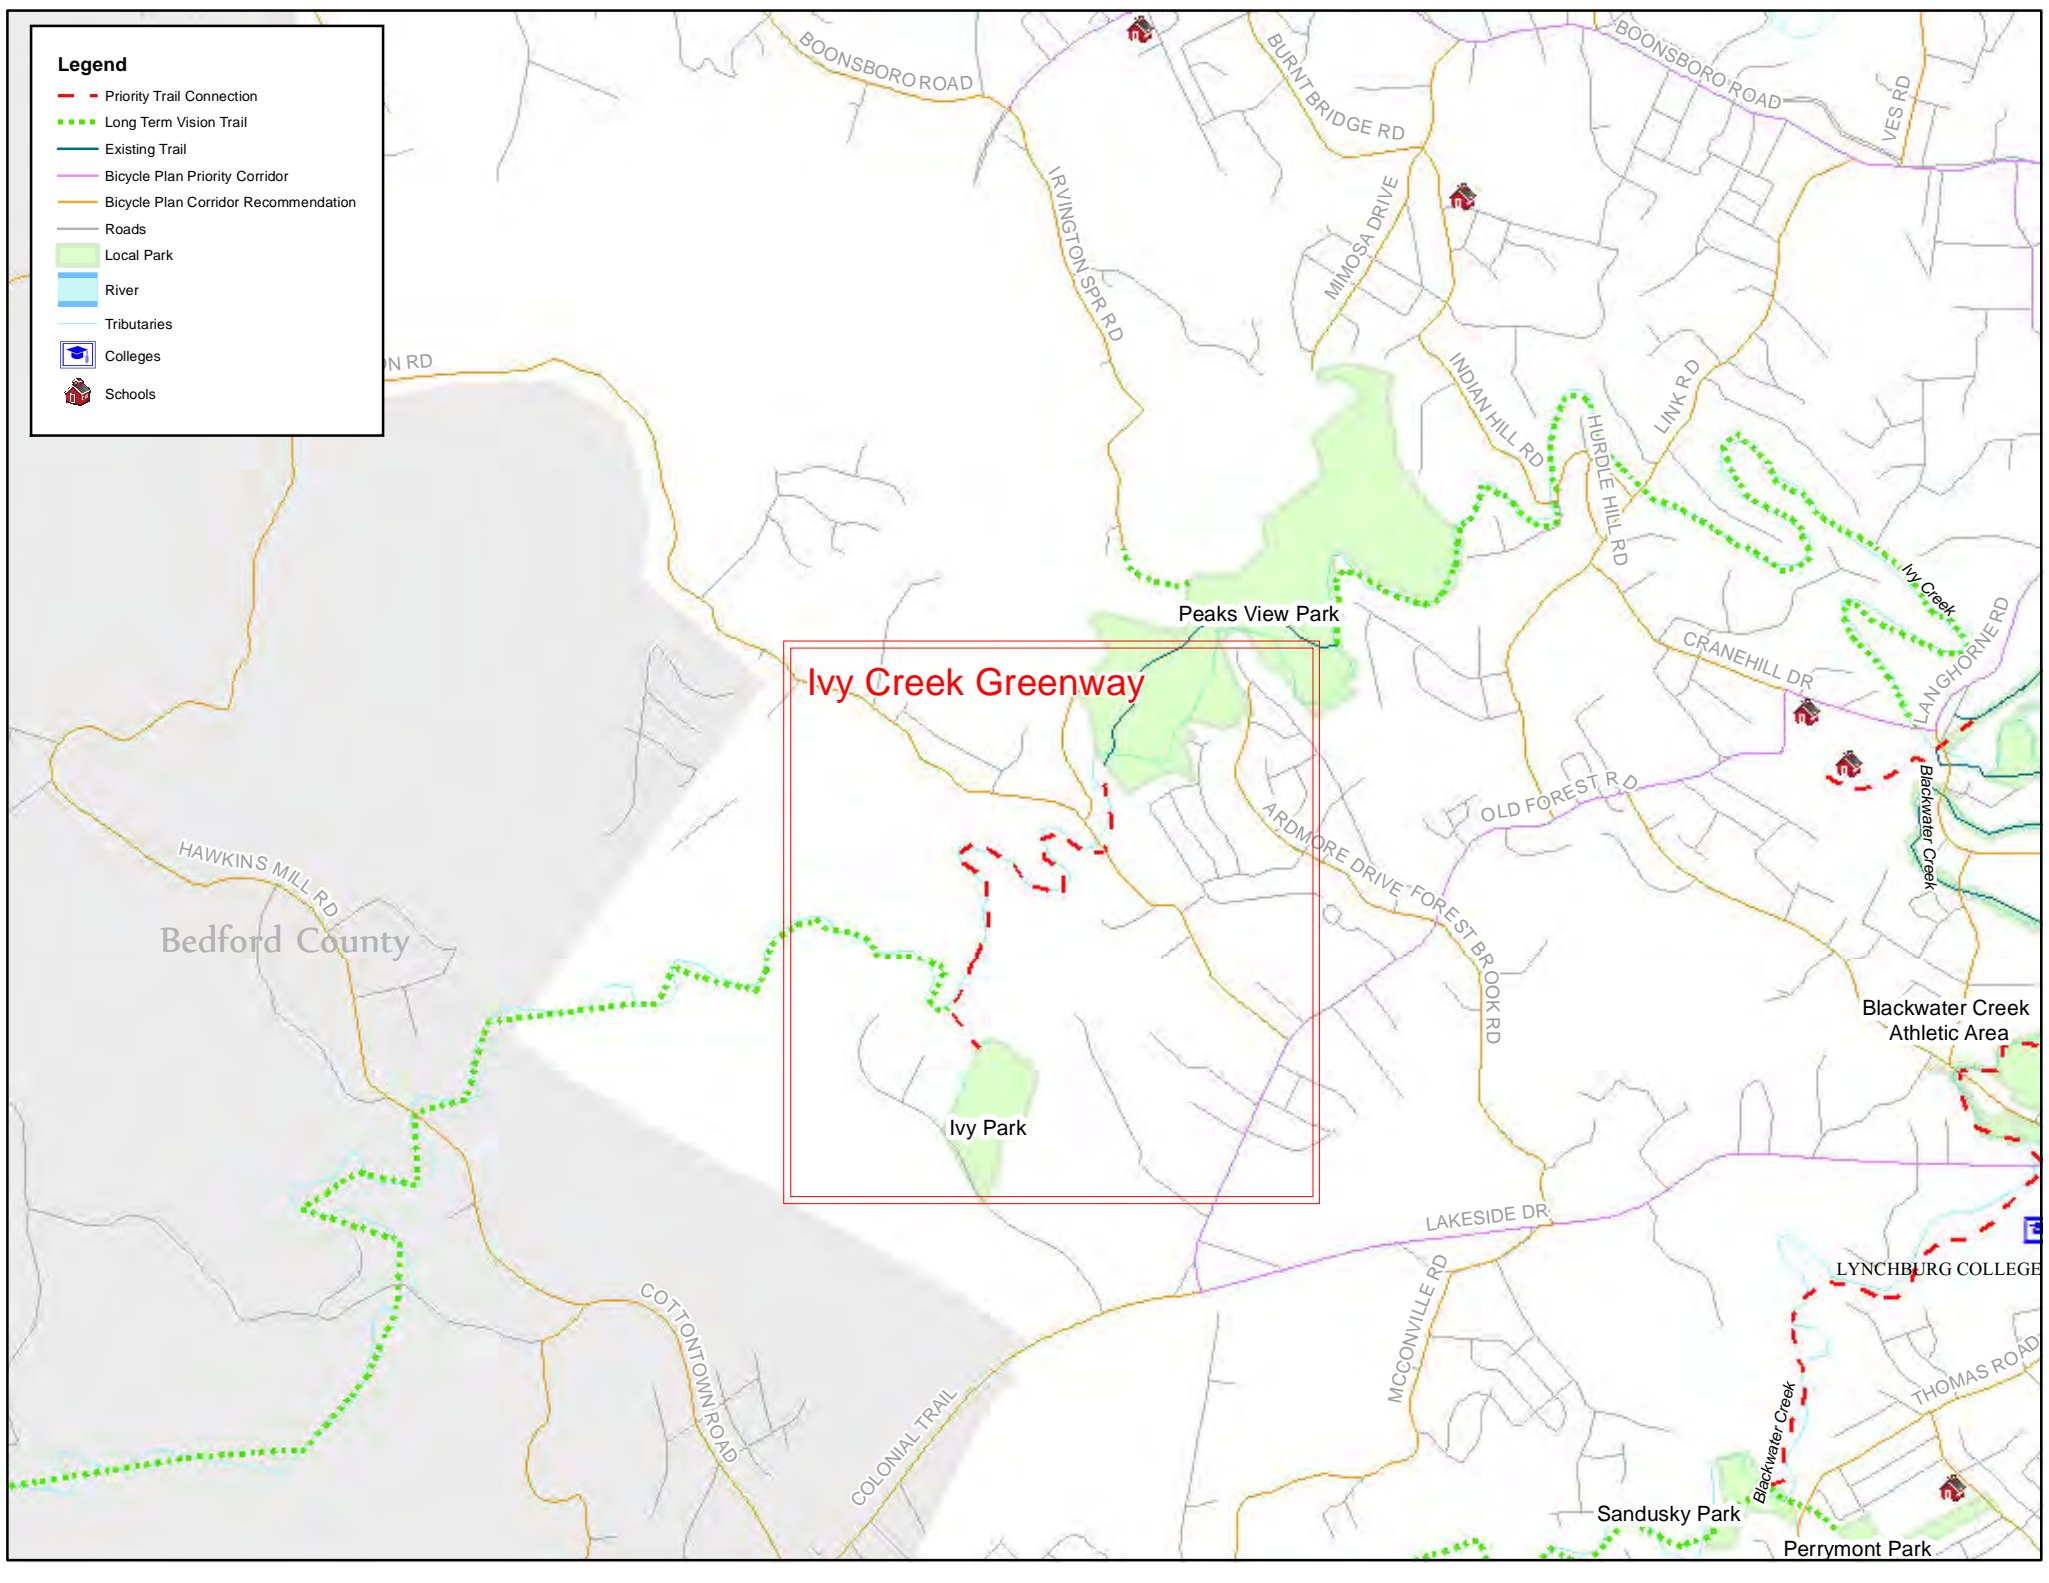 Legend
Priority Trail Connection
Long Term Vision Trail
Existing Trail
Bicycle Plan Priority Corridor
Bicycle Plan Corridor Recommendation
Roads
Local Park
River
Tributaries
Colleges
Schools
BOONSBORO ROAD
BURNT BRIDGE RD
BOONSBORO ROAD
VES RD
IRVINGTON SPR RD
MIMOSA DRIVE
ON RD
INDIAN HILL RD
LINK RD
HURDLE HILL RD
Ivy Creek
Peaks View Park
CRANEHILL DR
LANGHORNE RD
Ivy Creek Greenway
OLD FOREST RD
ARDMORE DRIVE
FOREST BROOK RD
Blackwater Creek
HAWKINS MILL RD
Bedford County
Blackwater Creek
Athletic Area
Ivy Park
LAKESIDE DR
LYNCHBURG COLLEGE
MCCONVILLE RD
COTTONTOWN ROAD
COLONIAL TRAIL
THOMAS ROAD
Blackwater Creek
Sandusky Park
Perrymont Park